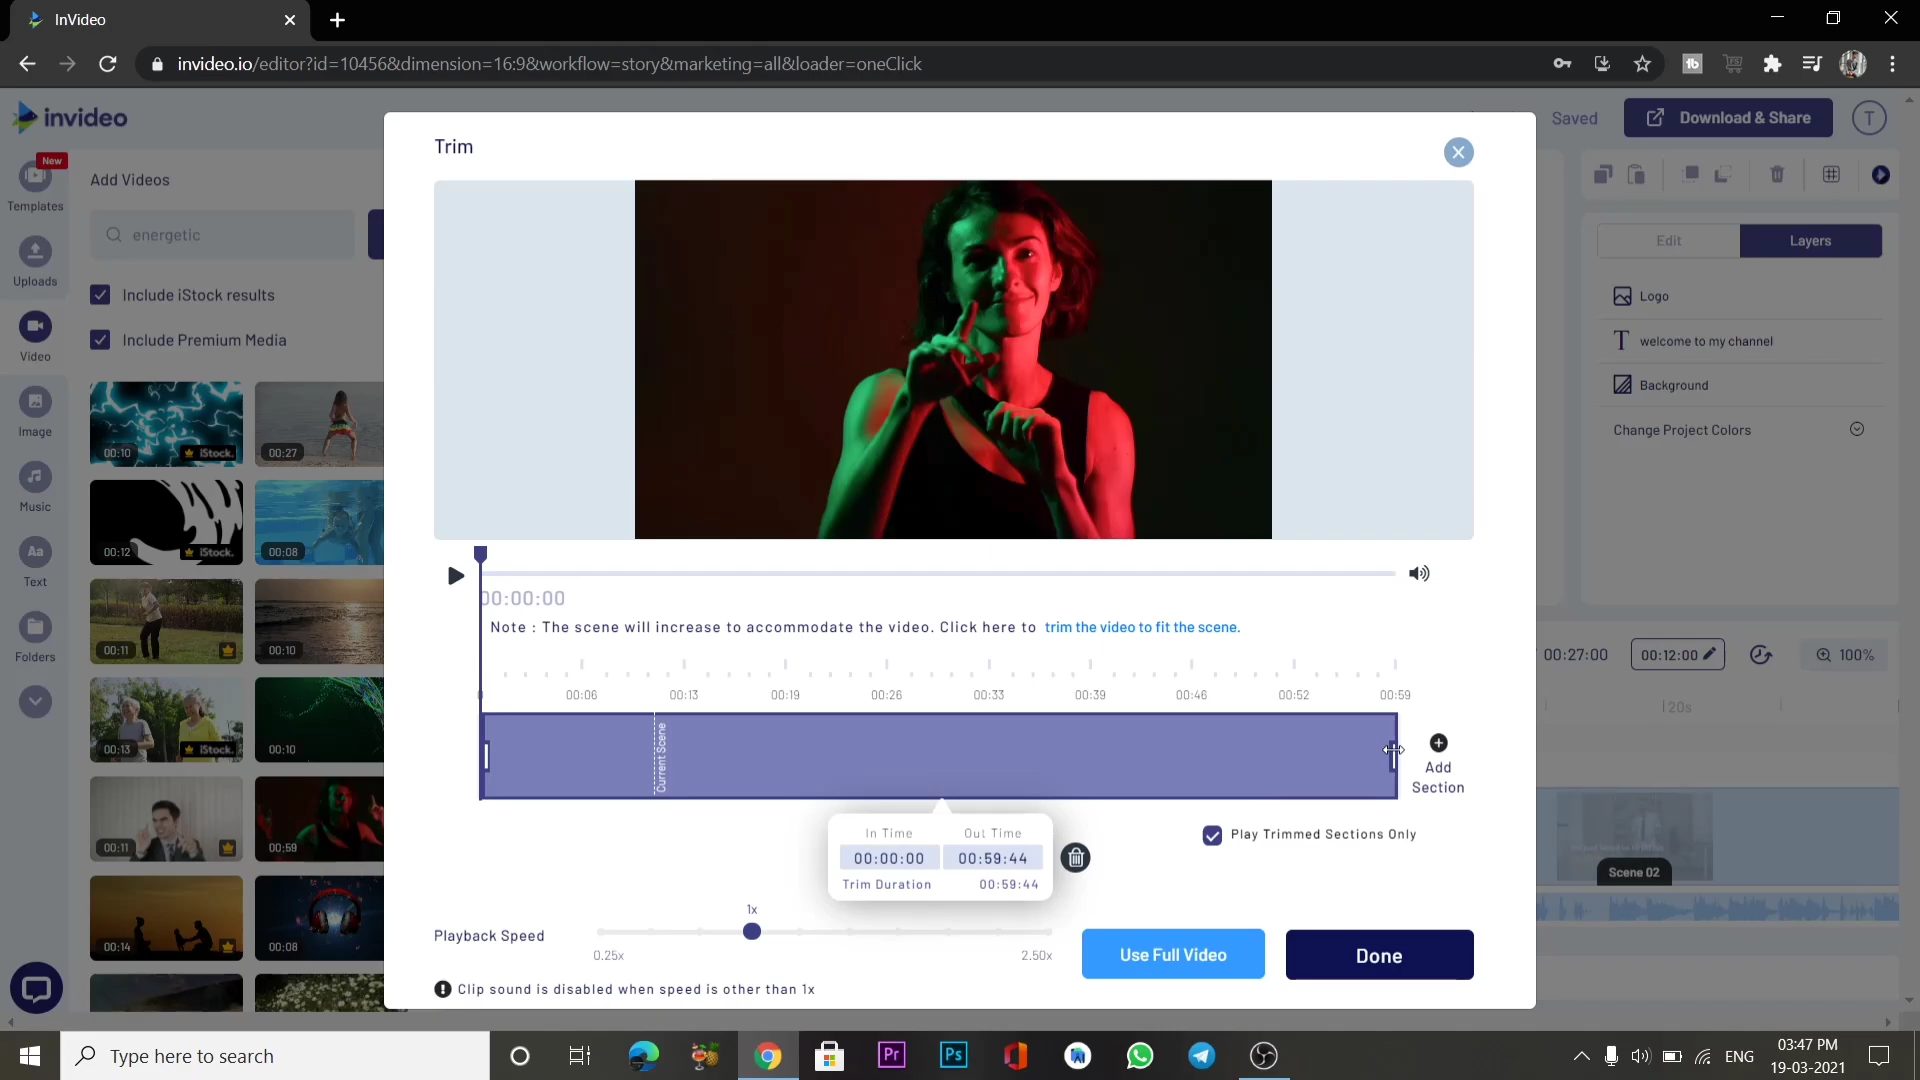 InVideo
invideo.io/editor?id=10456&dimension=16:9&workflow=story&marketing=all&loader=oneClick
invideo
Saved
Download & Share
T
New
Templates
Uploads
Video
Image
Music
Text
Aa
Folders
Add Videos
energetic
Include iStock results
Include Premium Media
00:10
iStock.
00:27
00:12
iStock.
00:08
00:11
00:10
00:13
iStock.
00:10
00:11
00:59
00:14
00:08
Trim
00:00:00
Note : The scene will increase to accommodate the video. Click here to trim the video to fit the scene.
00:06
00:13
00:19
00:26
00:33
00:39
00:46
00:52
00:59
Current Scene
Add
Section
In Time
Out Time
00:00:00
00:59:44
Trim Duration
00:59:44
Play Trimmed Sections Only
Playback Speed
1x
0.25x
2.50x
Use Full Video
Done
Clip sound is disabled when speed is other than 1x
Edit
Layers
Logo
T welcome to my channel
Background
Change Project Colors
00:27:00
00:12:00
100%
20s
Scene 02
Type here to search
Pr
Ps
ENG
03:47 PM
19-03-2021